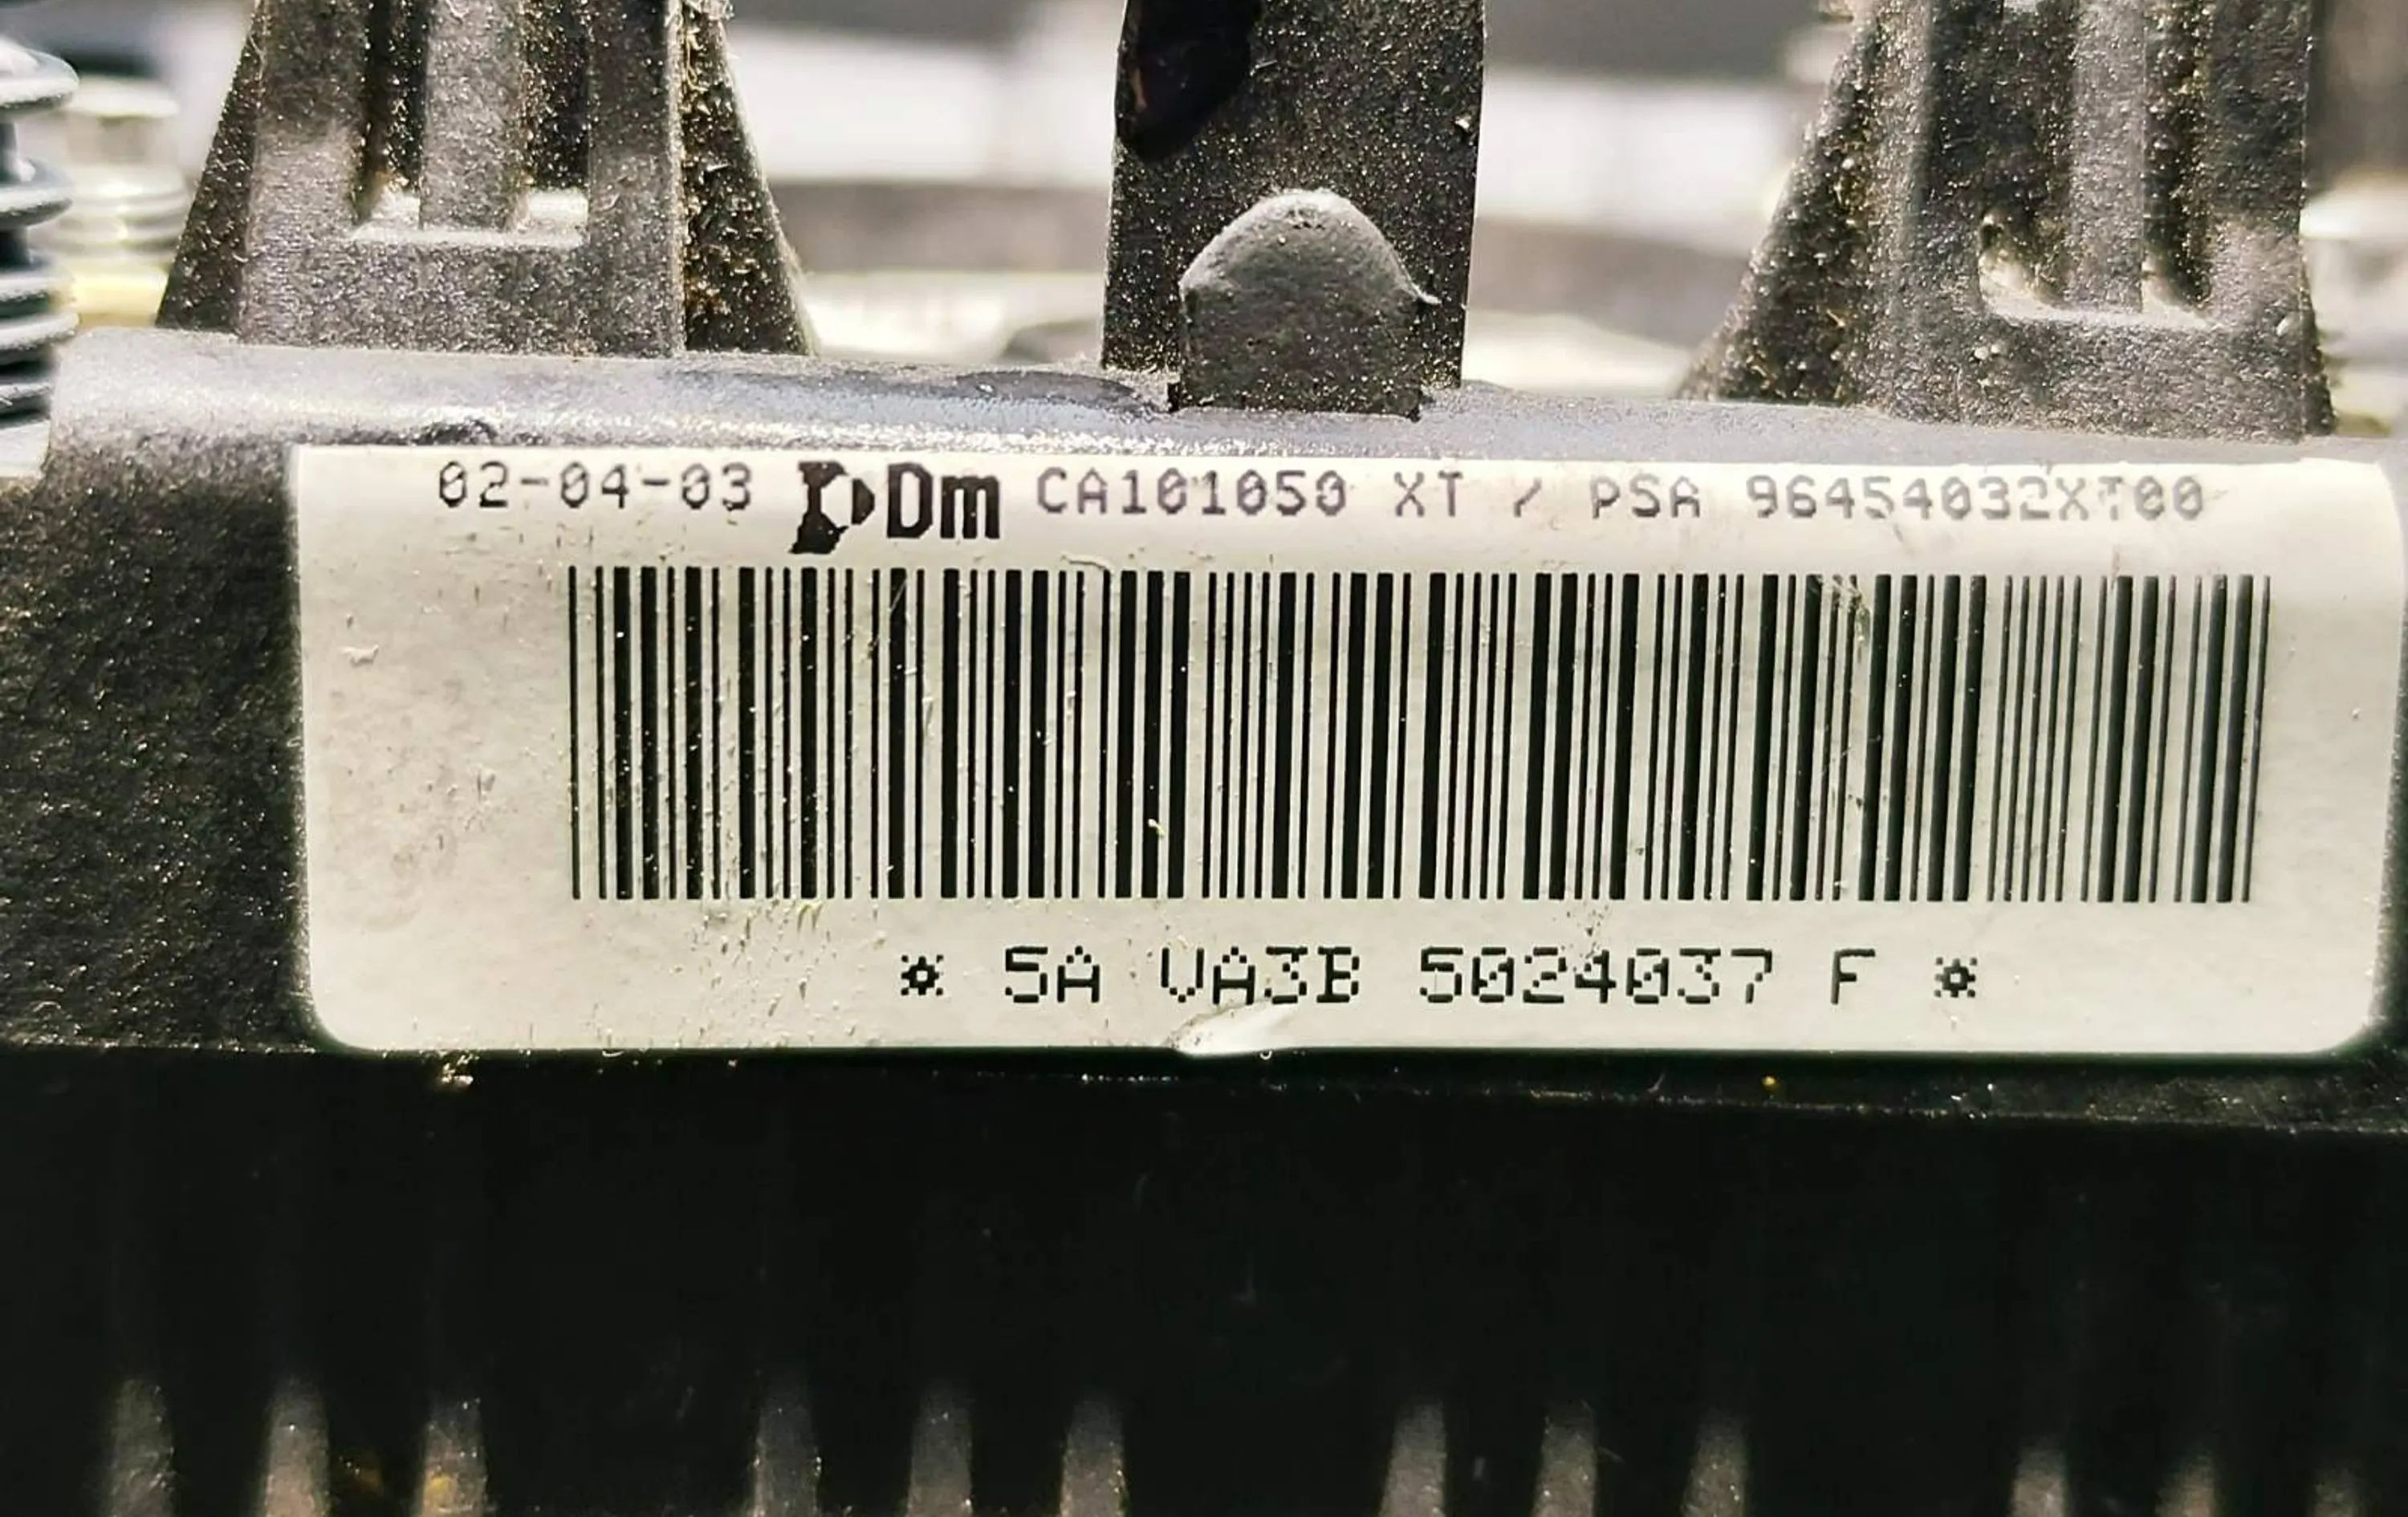 02-04-03 Dm CA101050 XT / PSA 96454032XT00
* 5A VA3B 5024037 F *